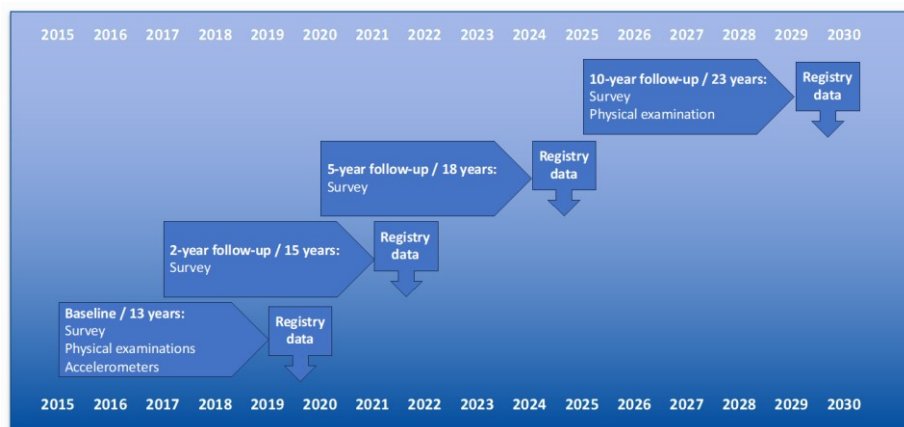 2015 2016 2017 2018 2019 2020 2021 2022 2023 2024 2025 2026 2027 2028 2029 2030
10-year follow-up / 23 years:
Survey
Physical examination
Registry
data
5-year follow-up / 18 years:
Survey
Registry
data
2-year follow-up / 15 years:
Survey
Registry
data
Baseline / 13 years:
Survey
Physical examinations
Accelerometers
Registry
data
2015 2016 2017 2018 2019 2020 2021 2022 2023 2024 2025 2026 2027 2028 2029 2030